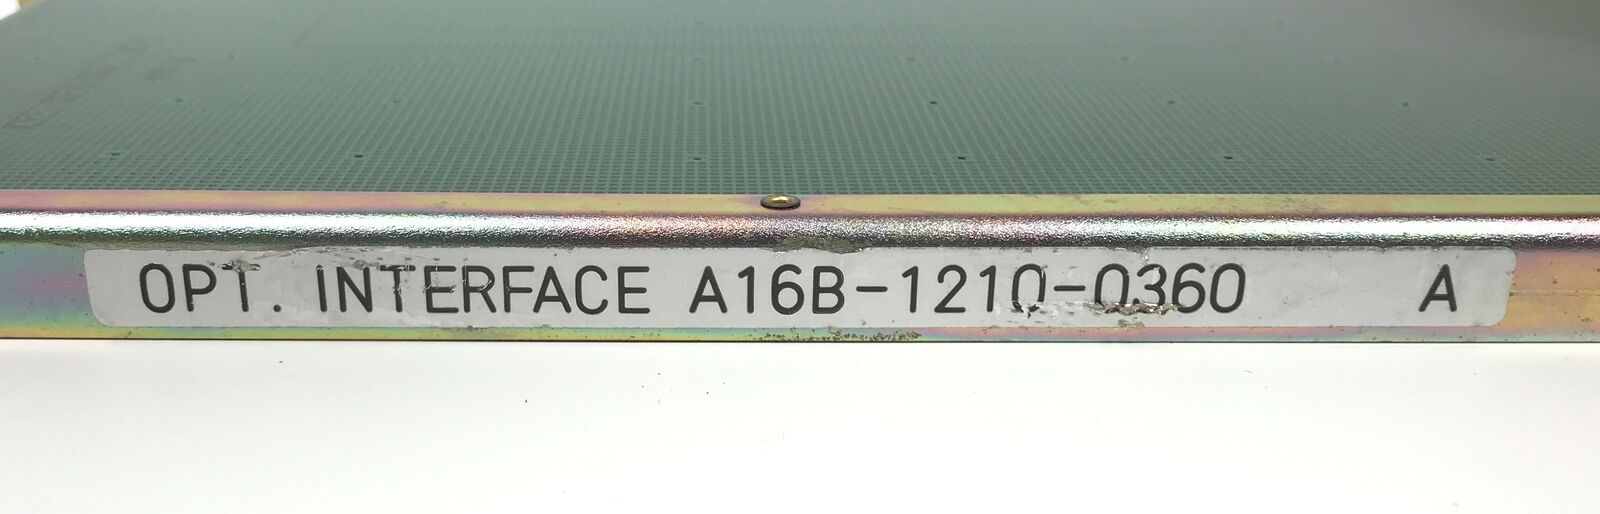 OPT. INTERFACE A16B-1210-0360 A